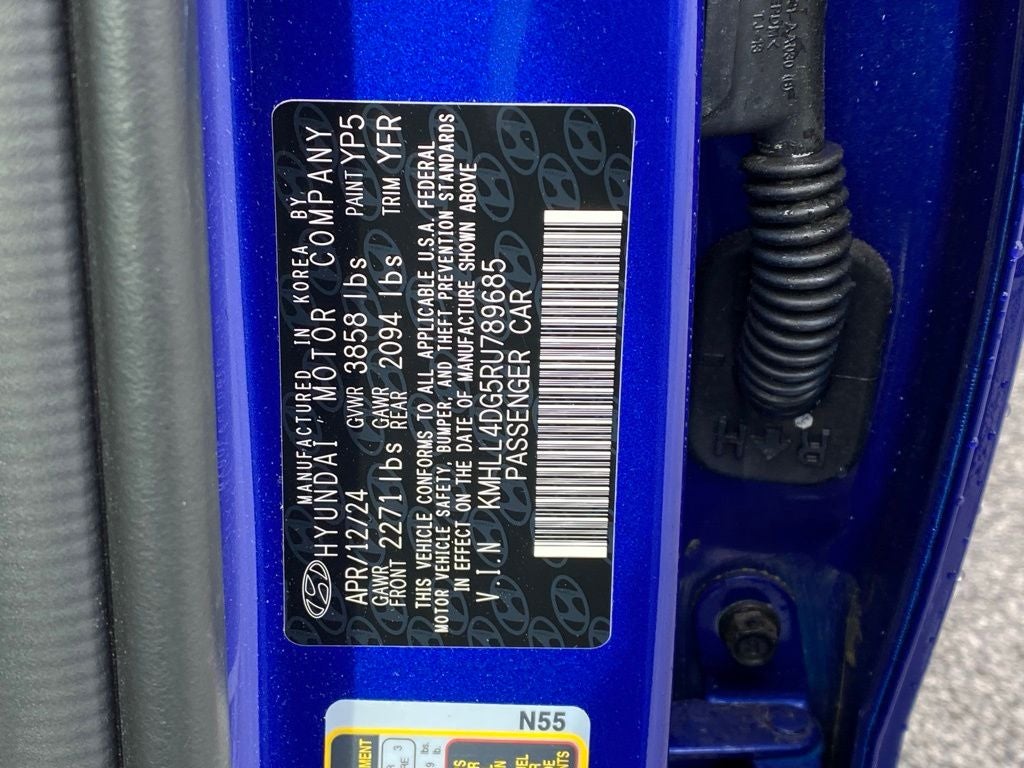 MANUFACTURED IN KOREA BY
HYUNDAI MOTOR COMPANY
APR/12/24 GVWR 3858 lbs PAINT YP5
GAWR FRONT 2271 lbs GAWR REAR 2094 lbs TRIM YFR
THIS VEHICLE CONFORMS TO ALL APPLICABLE U.S.A. FEDERAL
MOTOR VEHICLE SAFETY, BUMPER, AND THEFT PREVENTION STANDARDS
IN EFFECT ON THE DATE OF MANUFACTURE SHOWN ABOVE
V.I.N KMHLL4DG5RU789685
PASSENGER CAR
N55